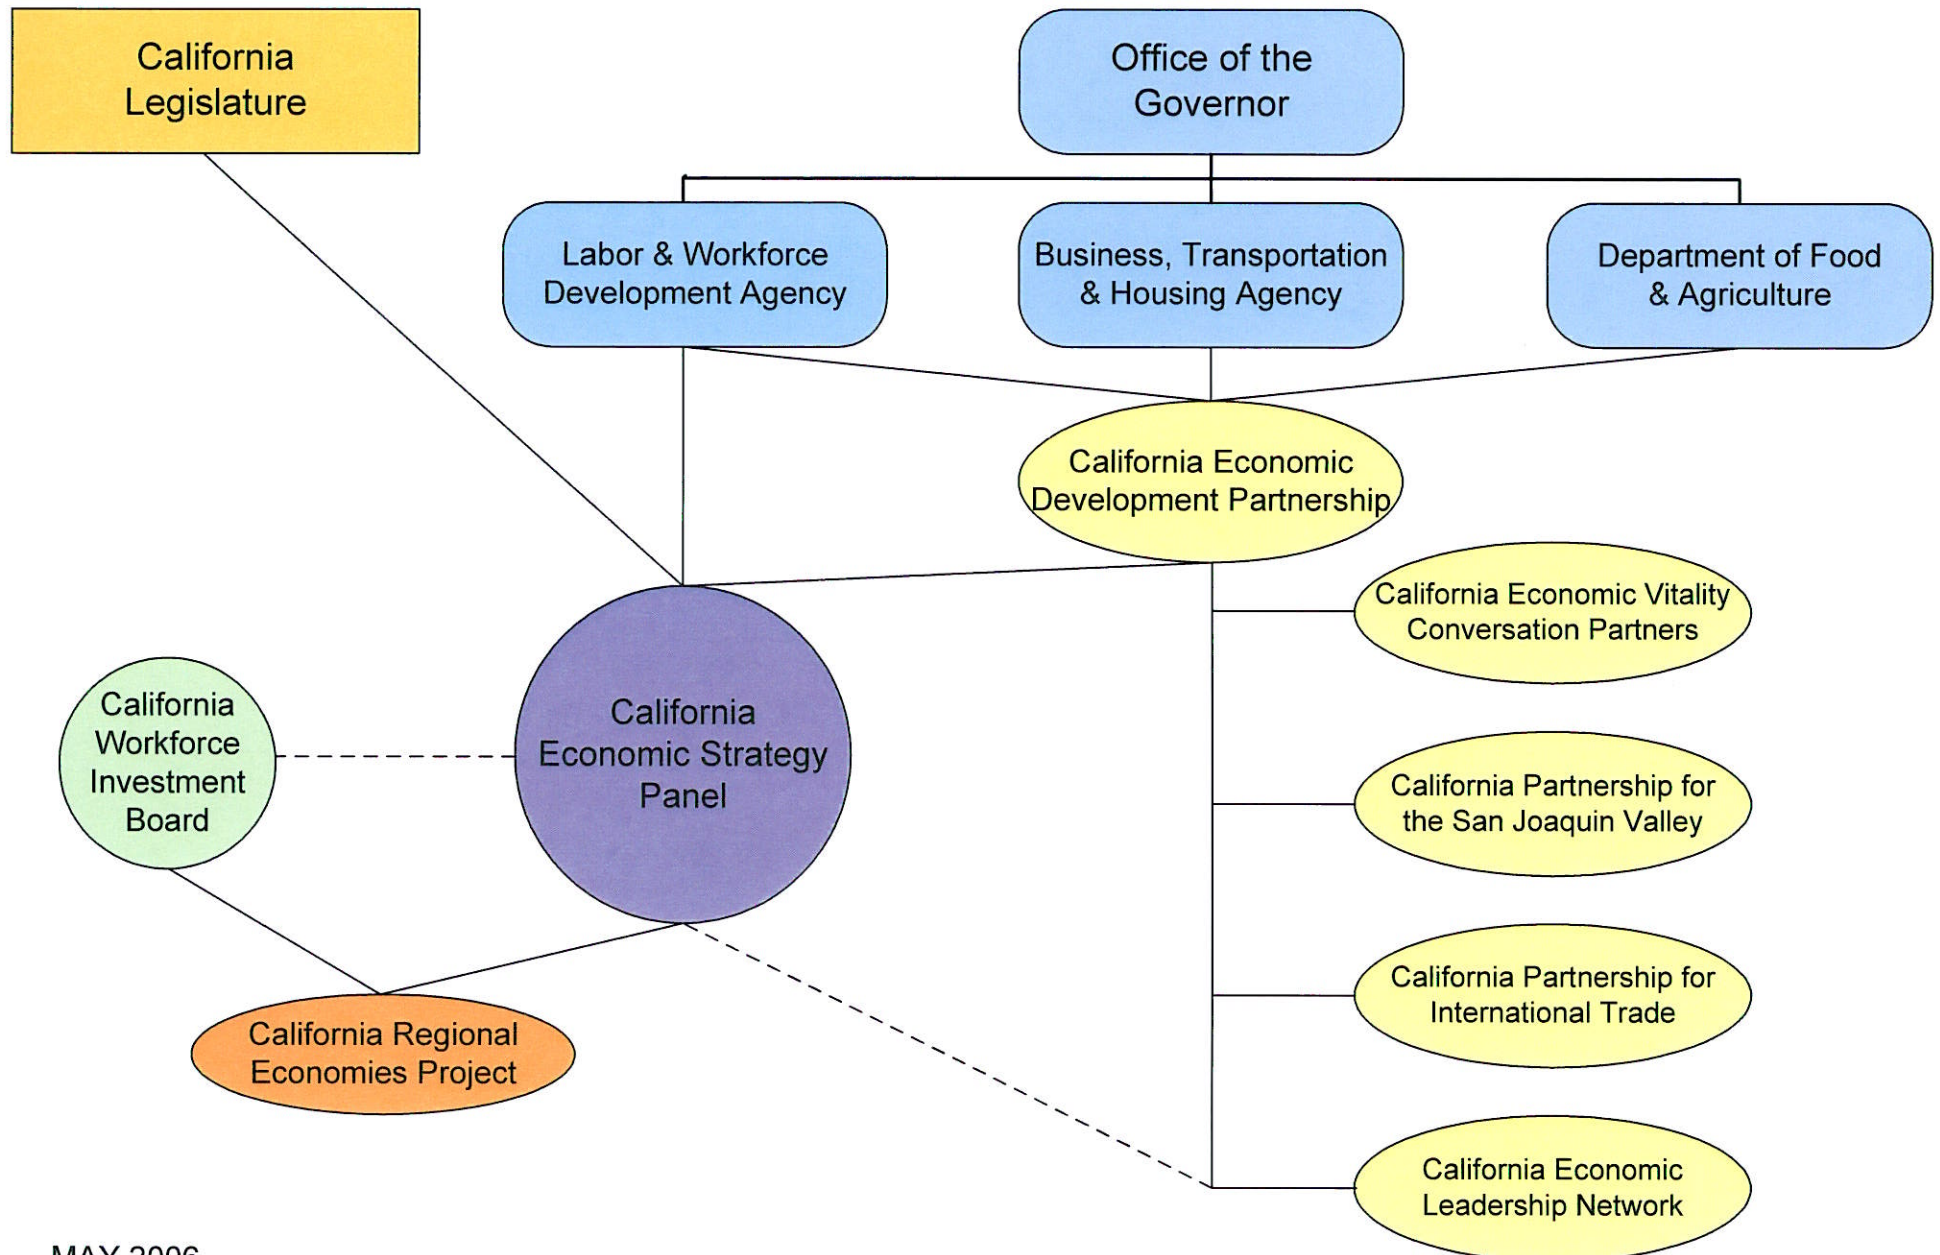 California
Legislature
Office of the
Governor
Labor & Workforce
Development Agency
Business, Transportation
& Housing Agency
Department of Food
& Agriculture
California Economic
Development Partnership
California Economic Vitality
Conversation Partners
California
Workforce
Investment
Board
California
Economic Strategy
Panel
California Partnership for
the San Joaquin Valley
California Partnership for
International Trade
California Regional
Economies Project
California Economic
Leadership Network
MAY 2006